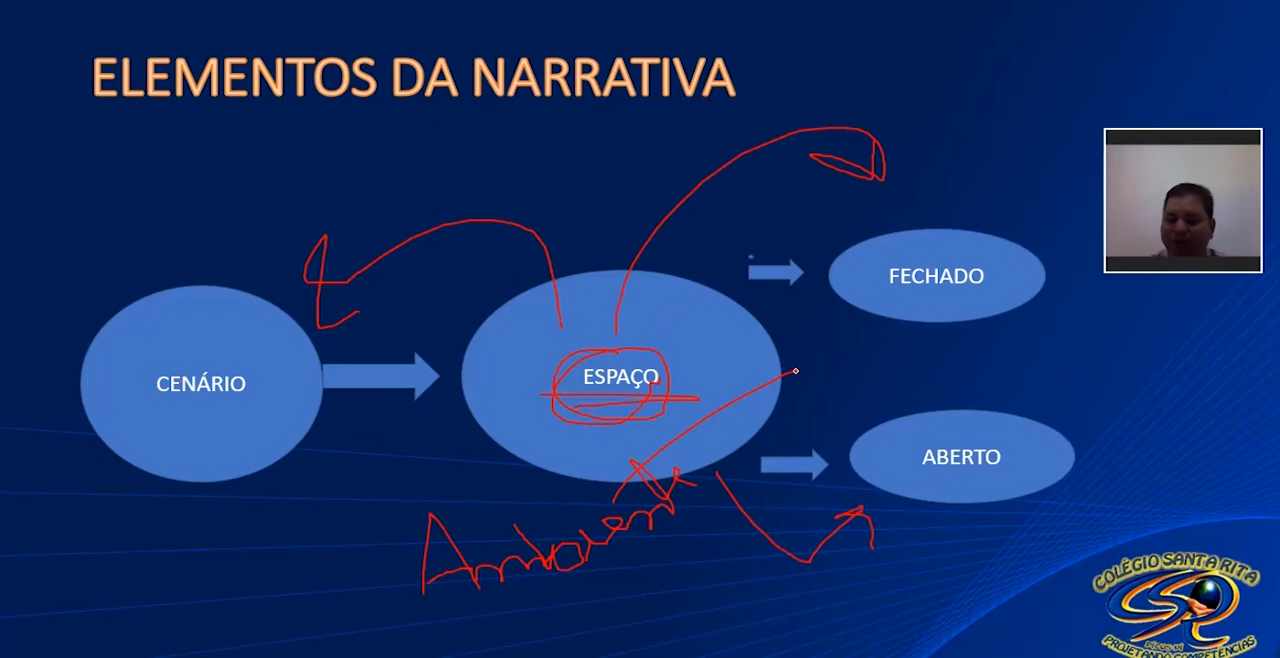 ELEMENTOS DA NARRATIVA
CENÁRIO
ESPAÇO
FECHADO
ABERTO
Ambiente
COLÉGIO SANTA RITA
PROJETANDO COMPETÊNCIAS